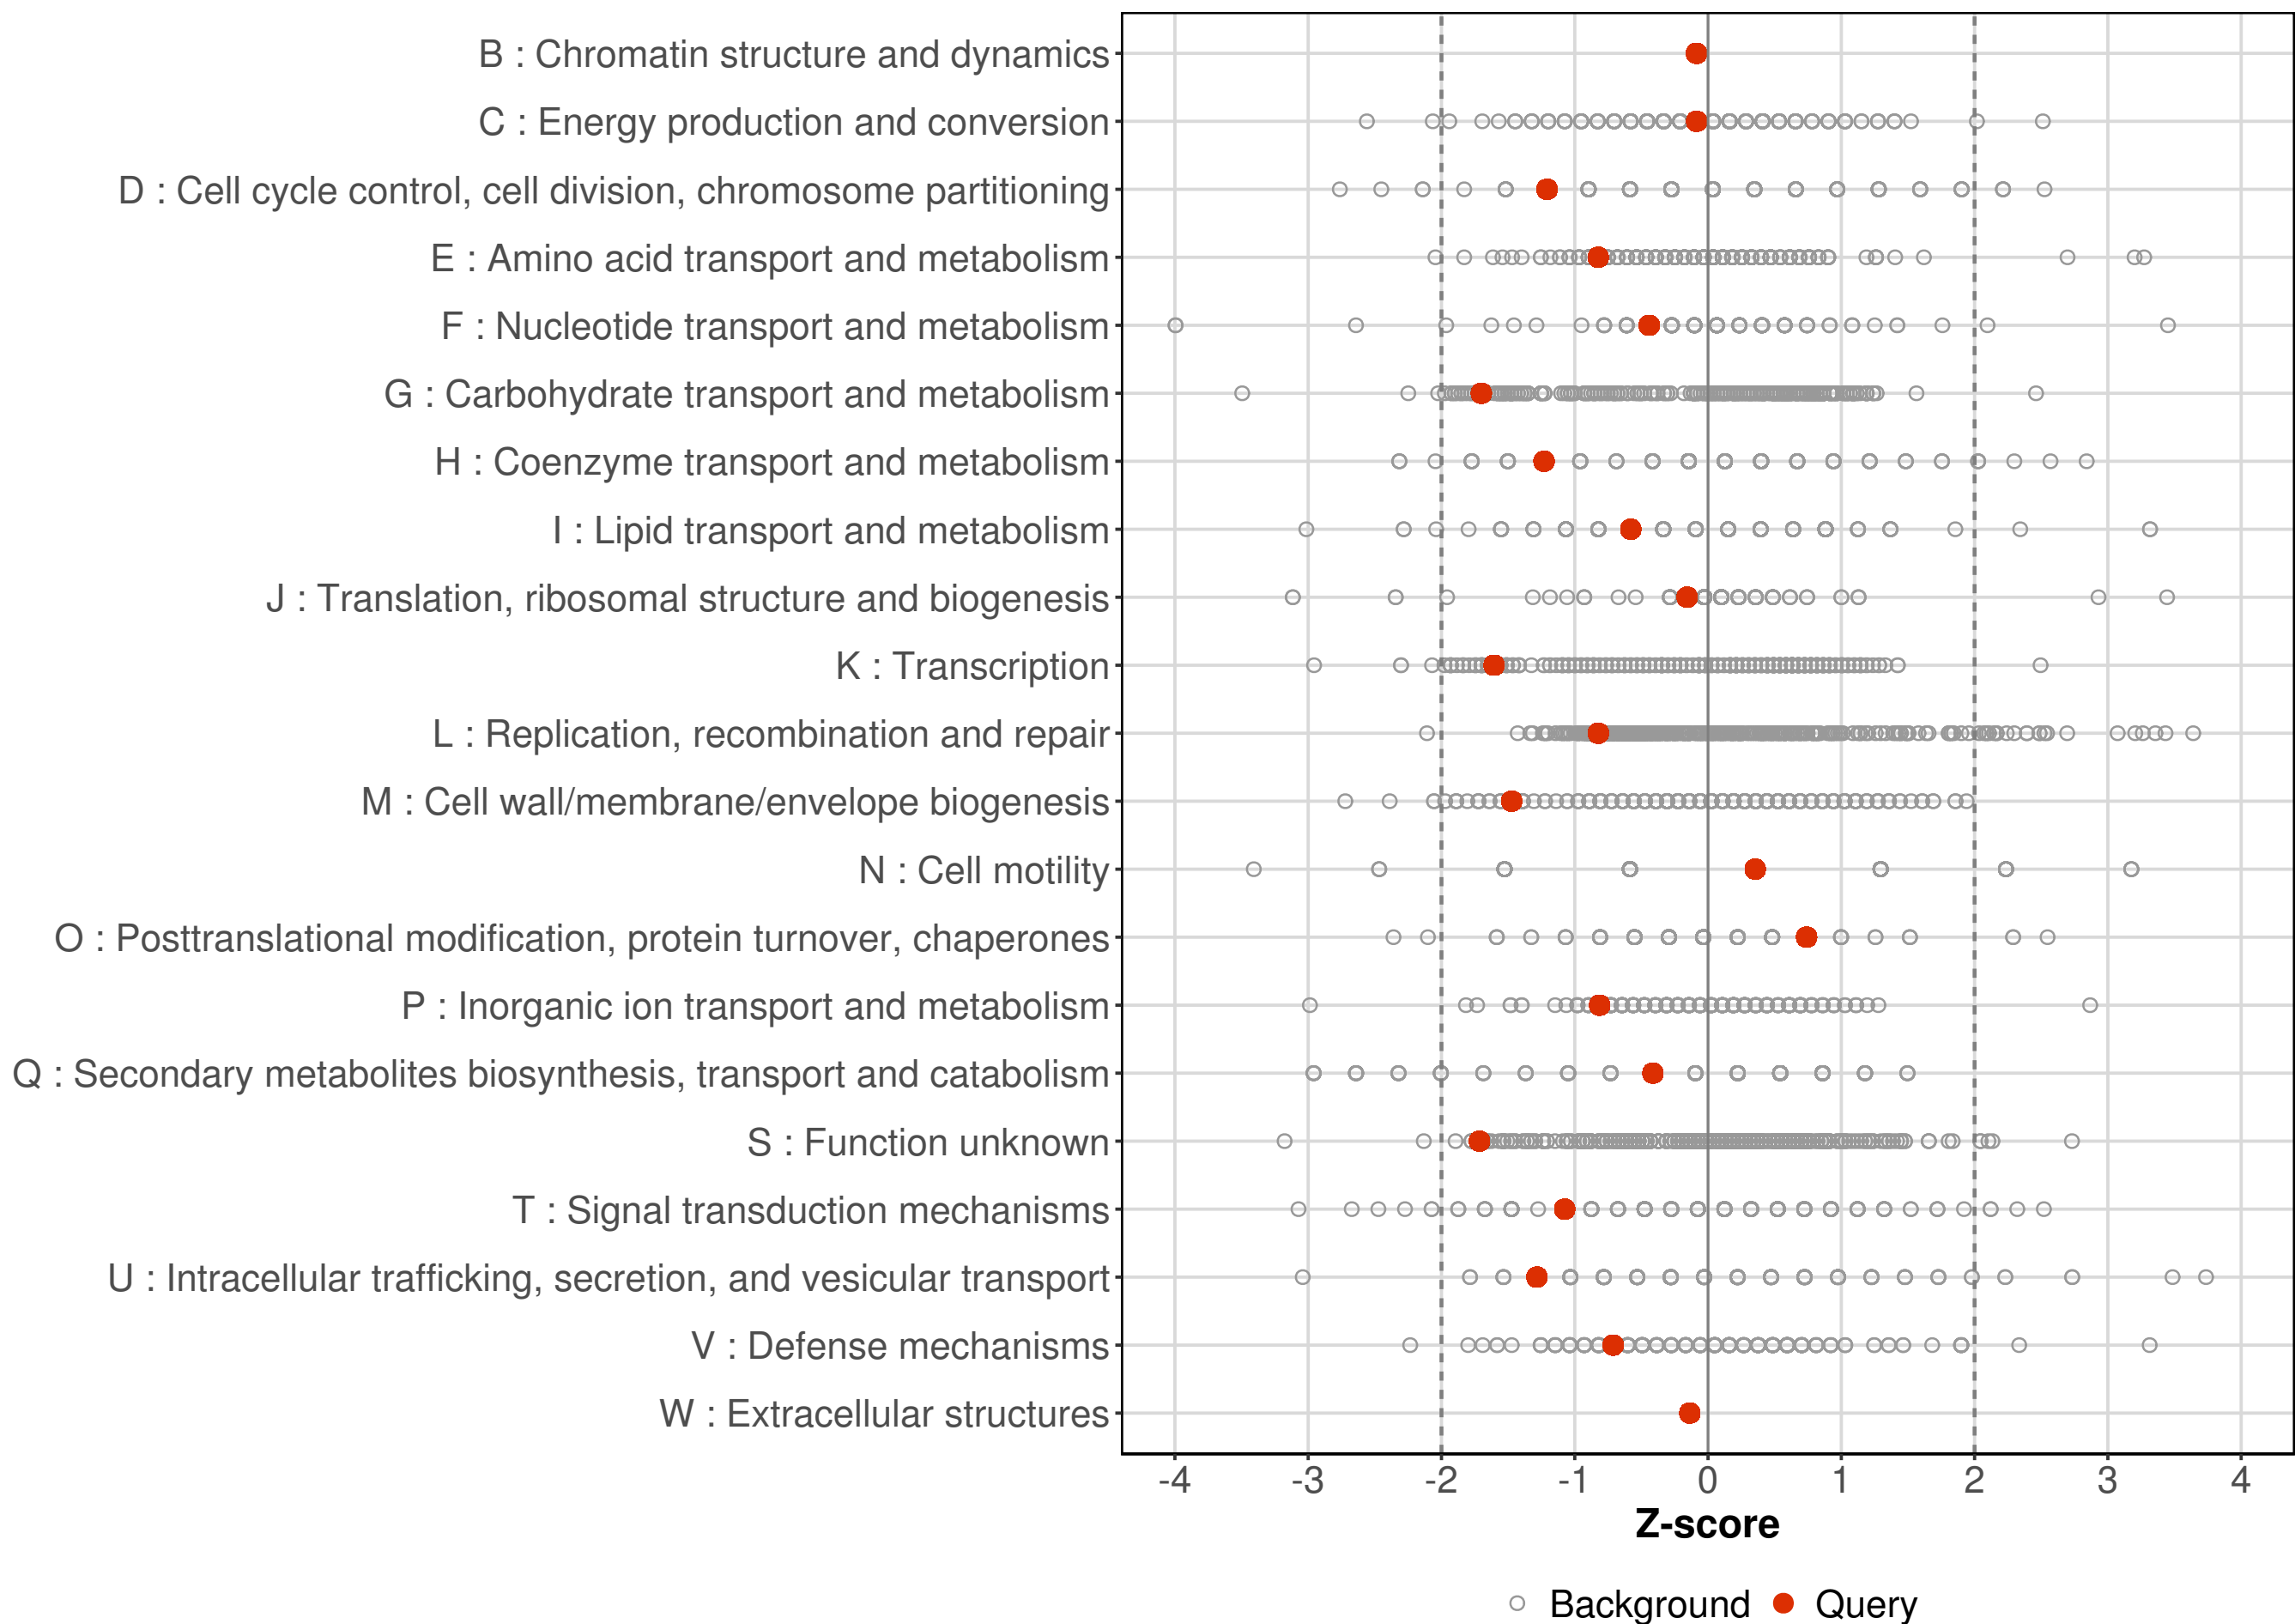 B : Chromatin structure and dynamics
C : Energy production and conversion
D : Cell cycle control, cell division, chromosome partitioning
E : Amino acid transport and metabolism
F : Nucleotide transport and metabolism
G : Carbohydrate transport and metabolism
H : Coenzyme transport and metabolism
I : Lipid transport and metabolism
J : Translation, ribosomal structure and biogenesis
K : Transcription
L : Replication, recombination and repair
M : Cell wall/membrane/envelope biogenesis
N : Cell motility
O : Posttranslational modification, protein turnover, chaperones
P : Inorganic ion transport and metabolism
Q : Secondary metabolites biosynthesis, transport and catabolism
S : Function unknown
T : Signal transduction mechanisms
U : Intracellular trafficking, secretion, and vesicular transport
V : Defense mechanisms
W : Extracellular structures
-4 -3 -2 -1 0 1 2 3 4
Z-score
Background Query